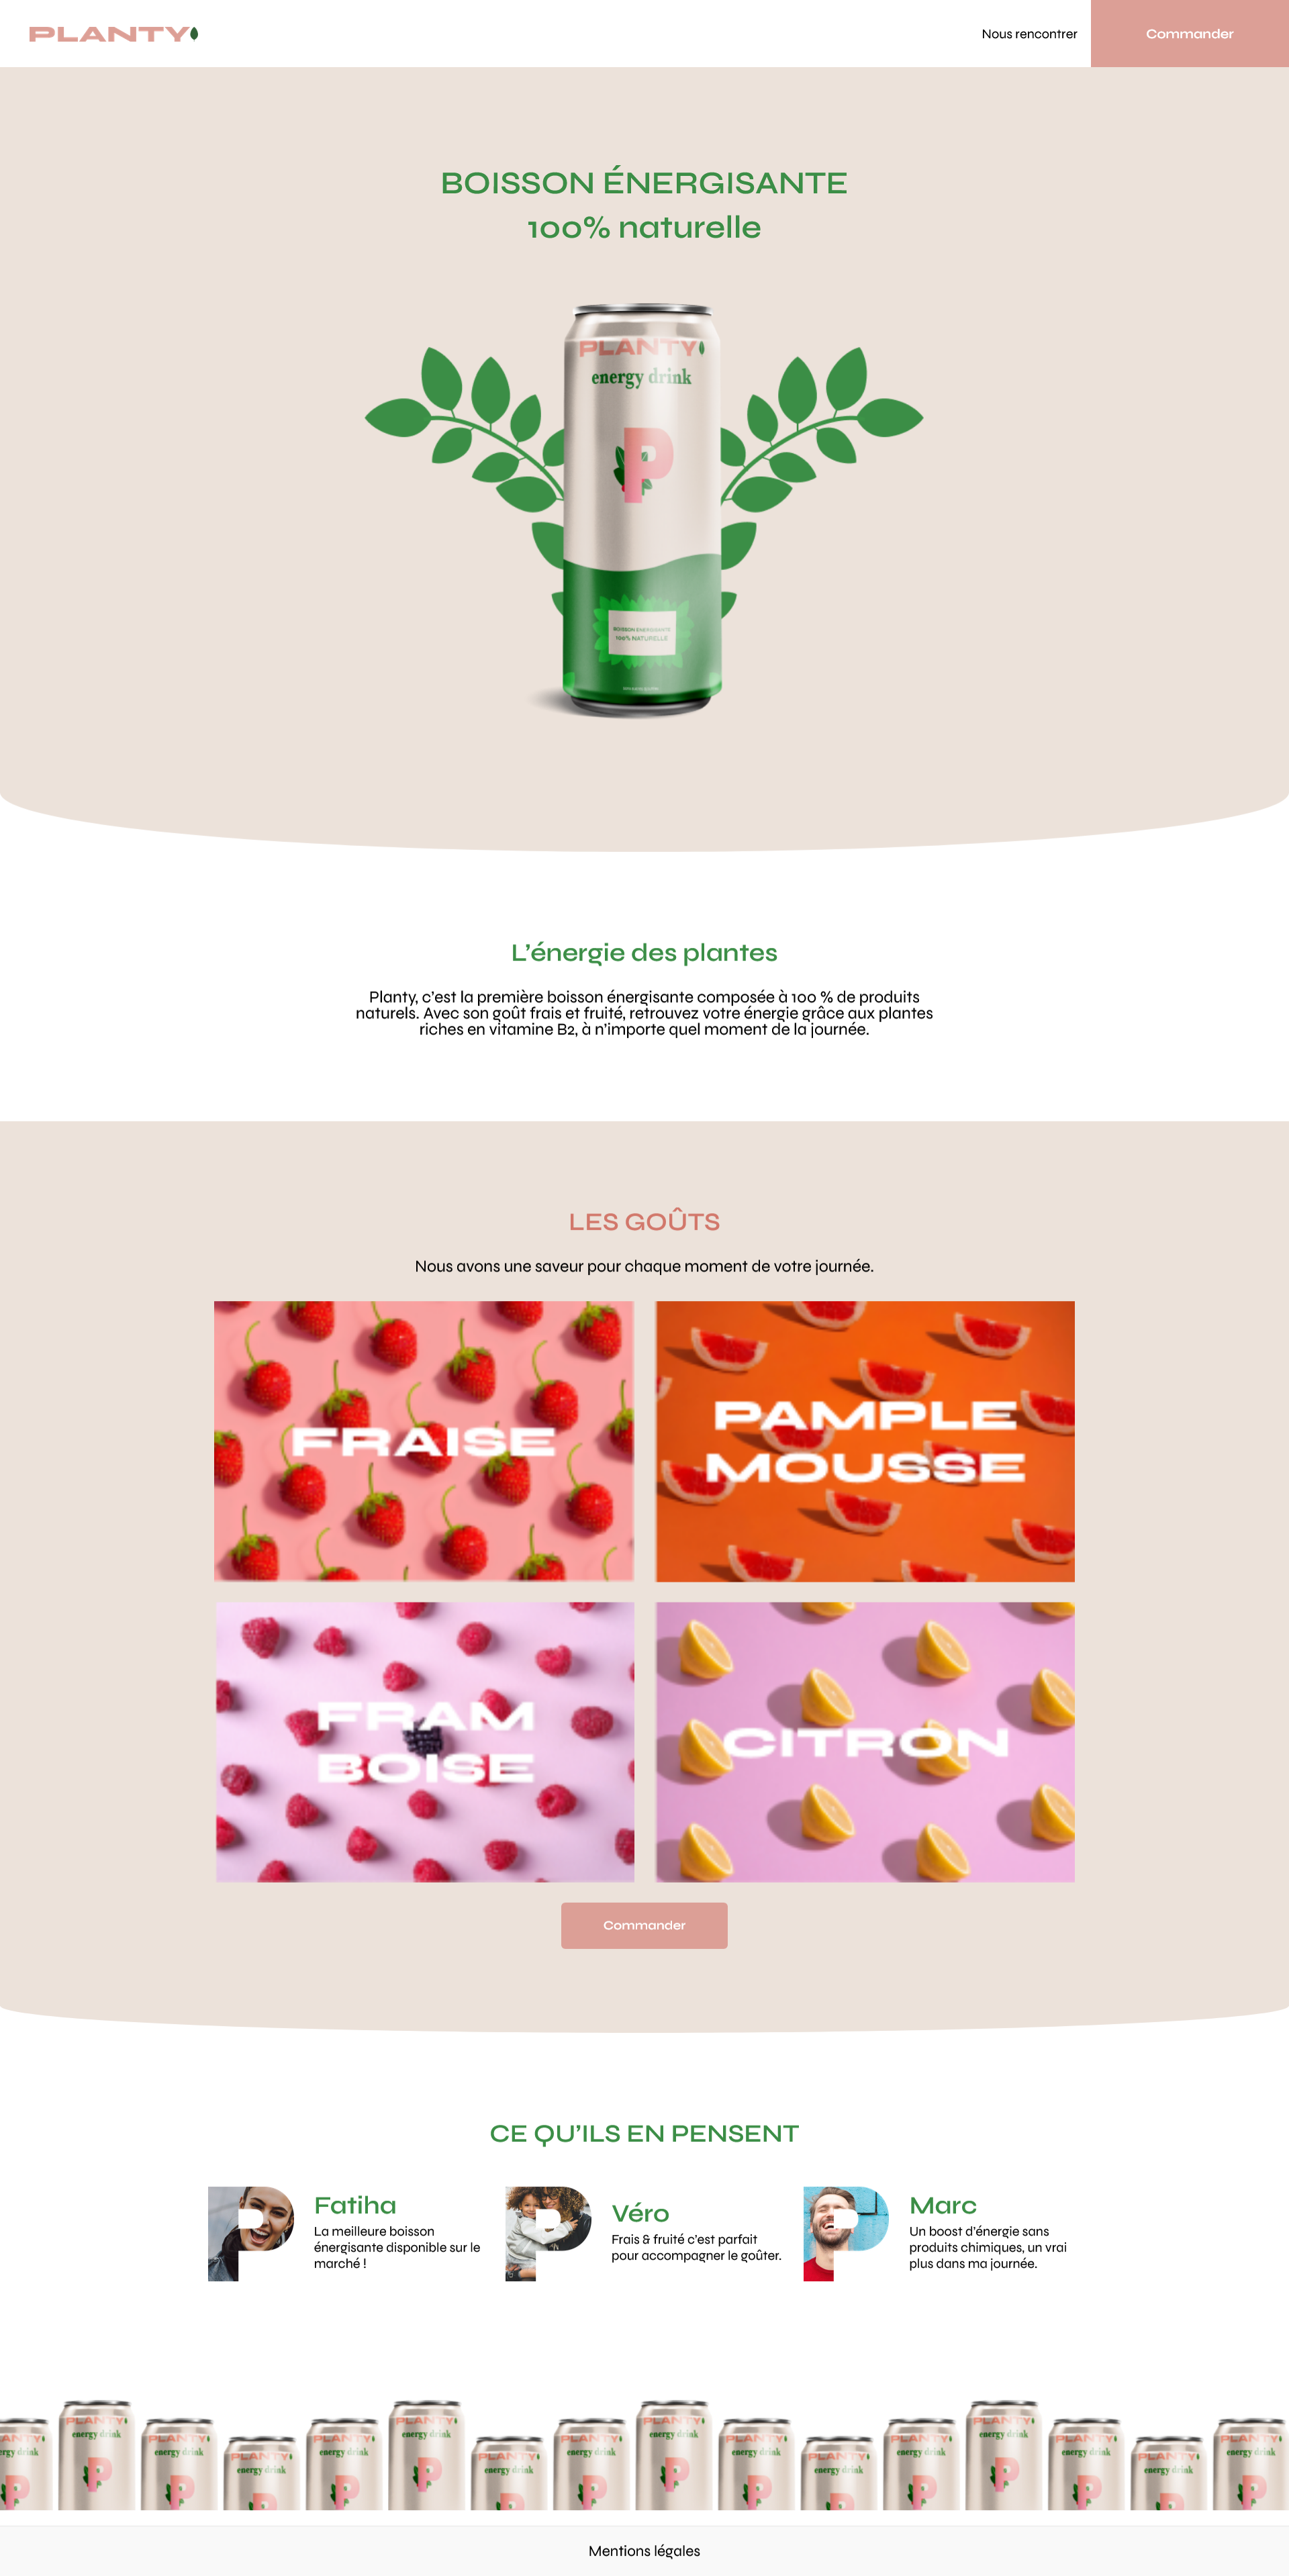 PLANTY
Nous rencontrer
Commander
BOISSON ÉNERGISANTE
100% naturelle
PLANTY
energy drink
P
BOISSON ÉNERGISANTE
100% NATURELLE
L’énergie des plantes
Planty, c’est la première boisson énergisante composée à 100 % de produits
naturels. Avec son goût frais et fruité, retrouvez votre énergie grâce aux plantes
riches en vitamine B2, à n’importe quel moment de la journée.
LES GOÛTS
Nous avons une saveur pour chaque moment de votre journée.
FRAISE
PAMPLE
MOUSSE
FRAM
BOISE
CITRON
Commander
CE QU’ILS EN PENSENT
Fatiha
La meilleure boisson
énergisante disponible sur le
marché !
Véro
Frais & fruité c’est parfait
pour accompagner le goûter.
Marc
Un boost d’énergie sans
produits chimiques, un vrai
plus dans ma journée.
PLANTY
energy drink
P
Mentions légales